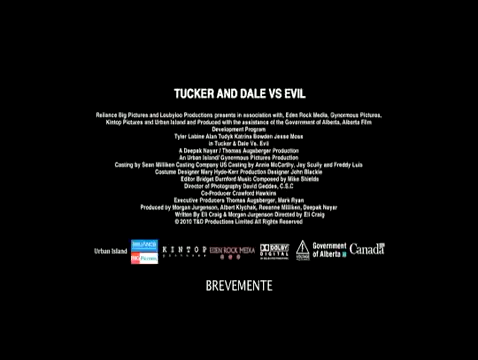 TUCKER AND DALE VS EVIL
Reliance Big Pictures and Loubyloo Productions presents in association with, Eden Rock Media, Gynormous Pictures,
Kintop Pictures and Urban Island and Produced with the assistance of the Government of Alberta, Alberta Film
Development Program
Tyler Labine Alan Tudyk Katrina Bowden Jesse Moss
in Tucker & Dale Vs. Evil
A Deepak Nayar / Thomas Augsberger Production
An Urban Island/ Gynormous Pictures Production
Casting by Sean Milliken Casting Company US Casting by Annie McCarthy, Jay Scully and Freddy Luis
Costume Designer Mary Hyde-Kerr Production Designer John Blackie
Editor Bridget Durnford Music Composed by Mike Shields
Director of Photography David Geddes, C.S.C
Co-Producer Crawford Hawkins
Executive Producers Thomas Augsberger, Mark Ryan
Produced by Morgan Jurgenson, Albert Klychak, Rosanne Milliken, Deepak Nayar
Written By Eli Craig & Morgan Jurgenson Directed by Eli Craig
© 2010 T&D Productions Limited All Rights Reserved
Urban Island
RELIANCE
BIG PICTURES
KINTOP
PICTURES
EDEN ROCK MEDIA
DOLBY
DIGITAL
Government
of Alberta
Canada
BREVEMENTE